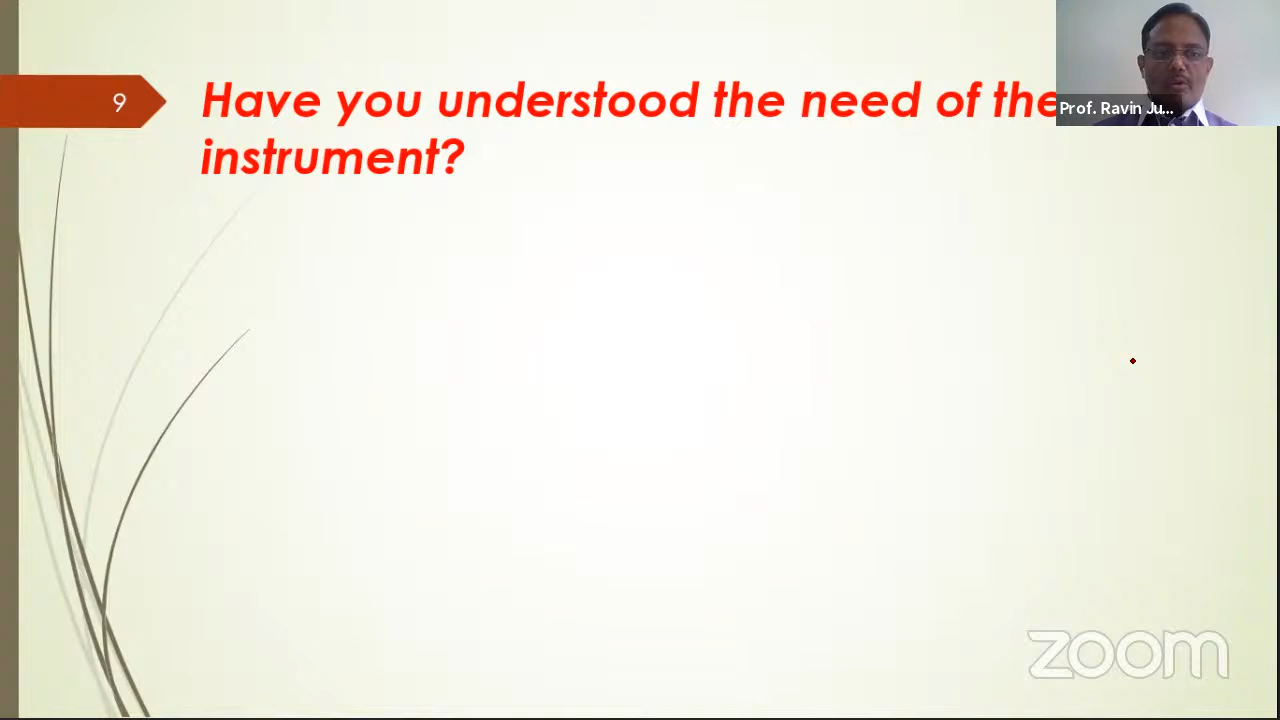 9
Have you understood the need of the
instrument?
Prof. Ravin Ju...
zoom